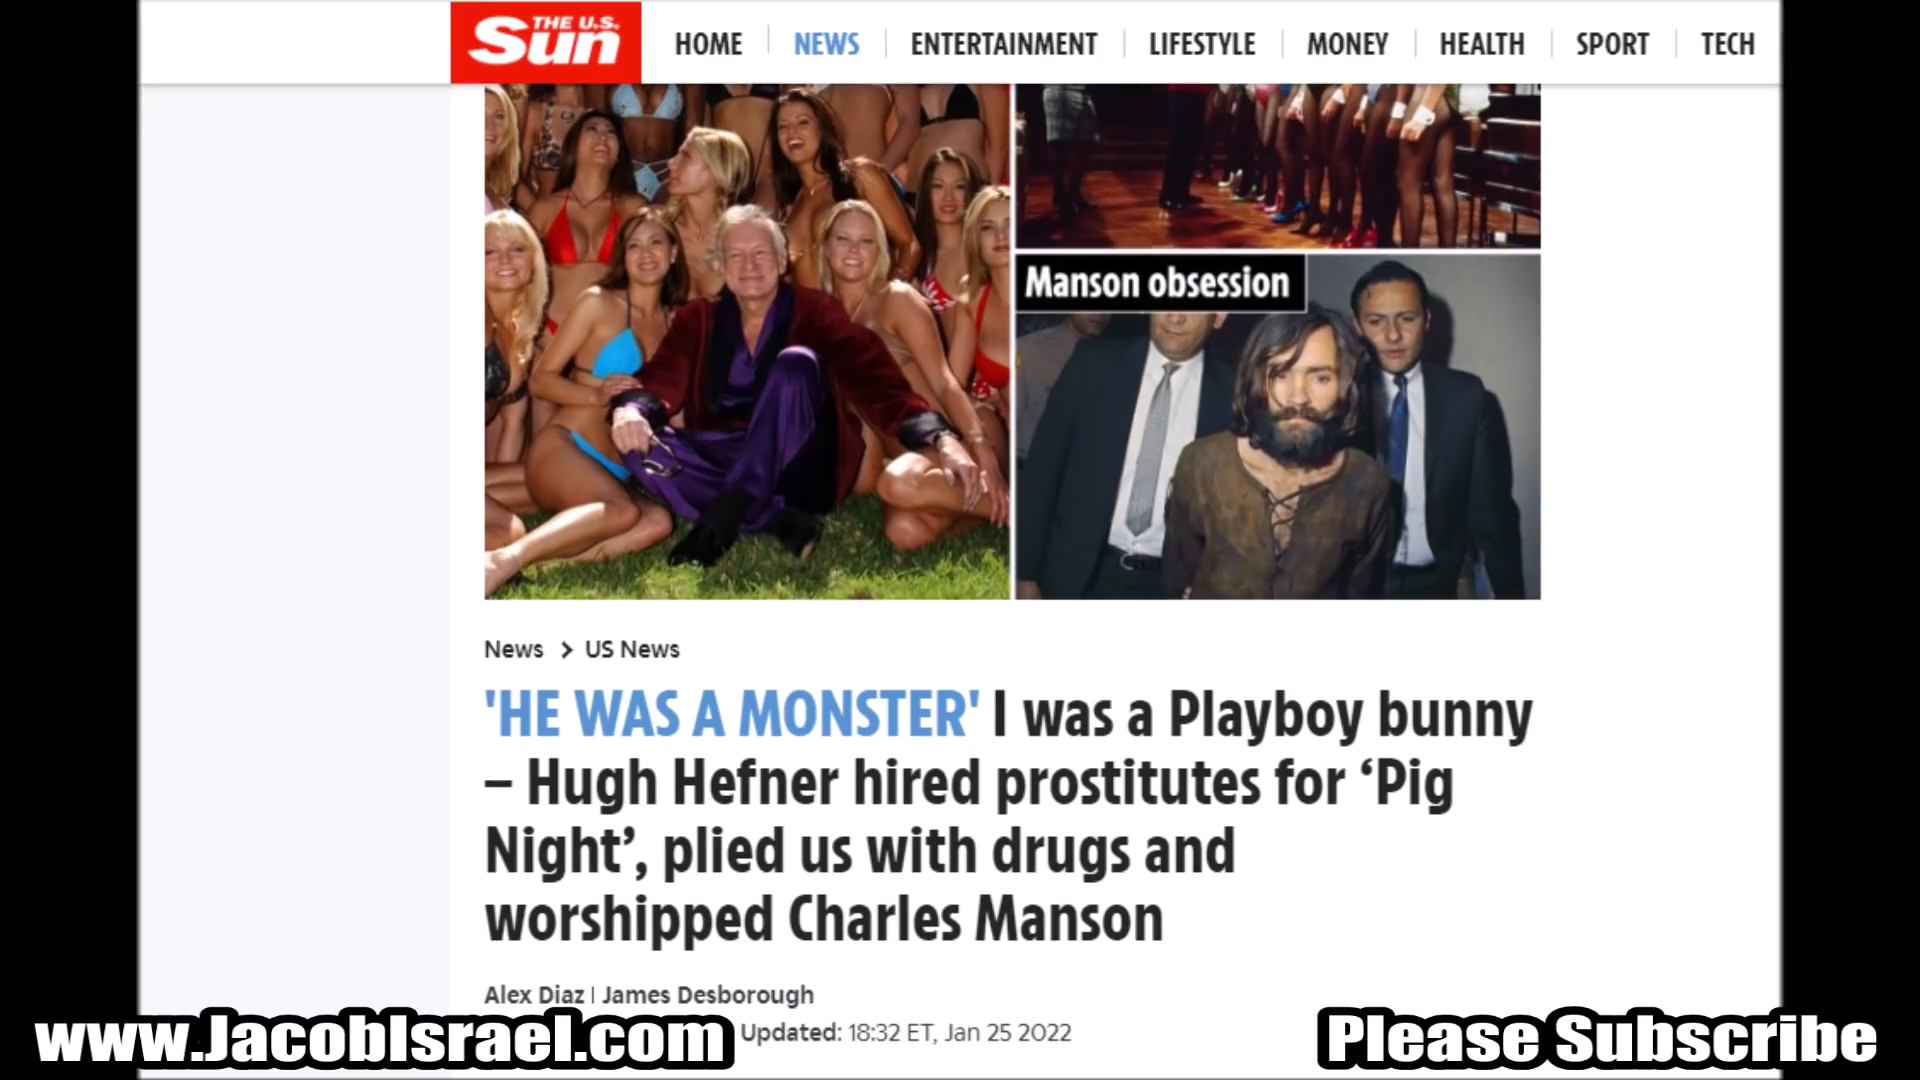 THE U.S.
Sun
HOME NEWS ENTERTAINMENT LIFESTYLE MONEY HEALTH SPORT TECH
Manson obsession
News > US News
'HE WAS A MONSTER' I was a Playboy bunny
– Hugh Hefner hired prostitutes for ‘Pig
Night’, plied us with drugs and
worshipped Charles Manson
Alex Diaz | James Desborough
Updated: 18:32 ET, Jan 25 2022
www.JacobIsrael.com
Please Subscribe